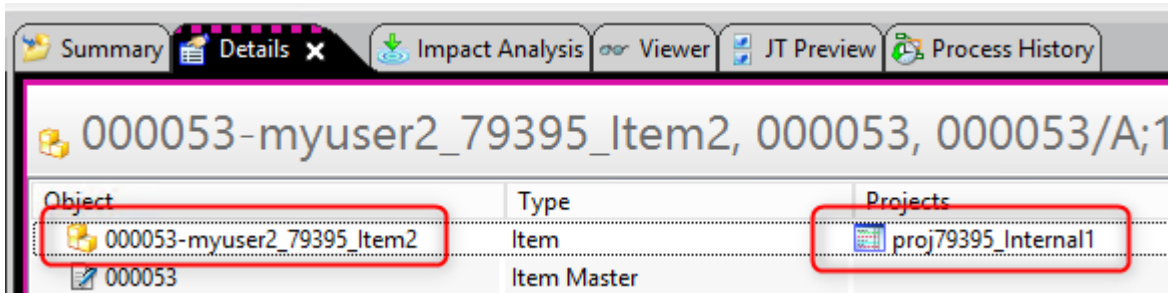 Summary Details x Impact Analysis Viewer JT Preview Process History
000053-myuser2_79395_Item2, 000053, 000053/A;1
Object Type Projects
000053-myuser2_79395_Item2 Item proj79395_Internal1
000053 Item Master